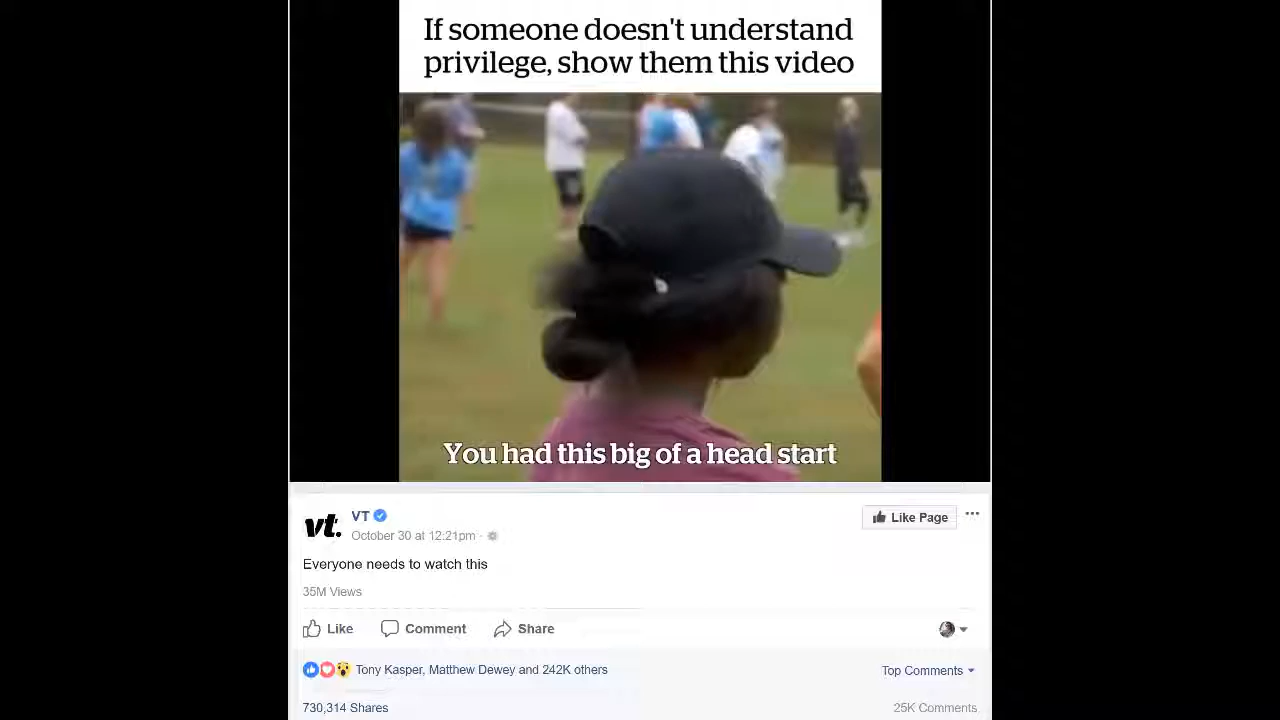 If someone doesn't understand
privilege, show them this video
You had this big of a head start
vt.
VT
Like Page
October 30 at 12:21pm ·
Everyone needs to watch this
35M Views
Like Comment Share
Tony Kasper, Matthew Dewey and 242K others
Top Comments
730,314 Shares
25K Comments